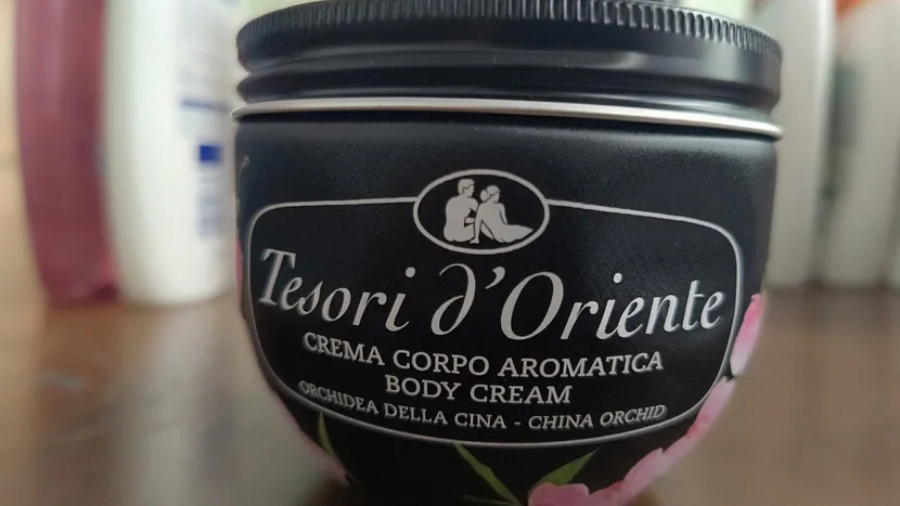 Tesori d'Oriente
CREMA CORPO AROMATICA
BODY CREAM
ORCHIDEA DELLA CINA - CHINA ORCHID